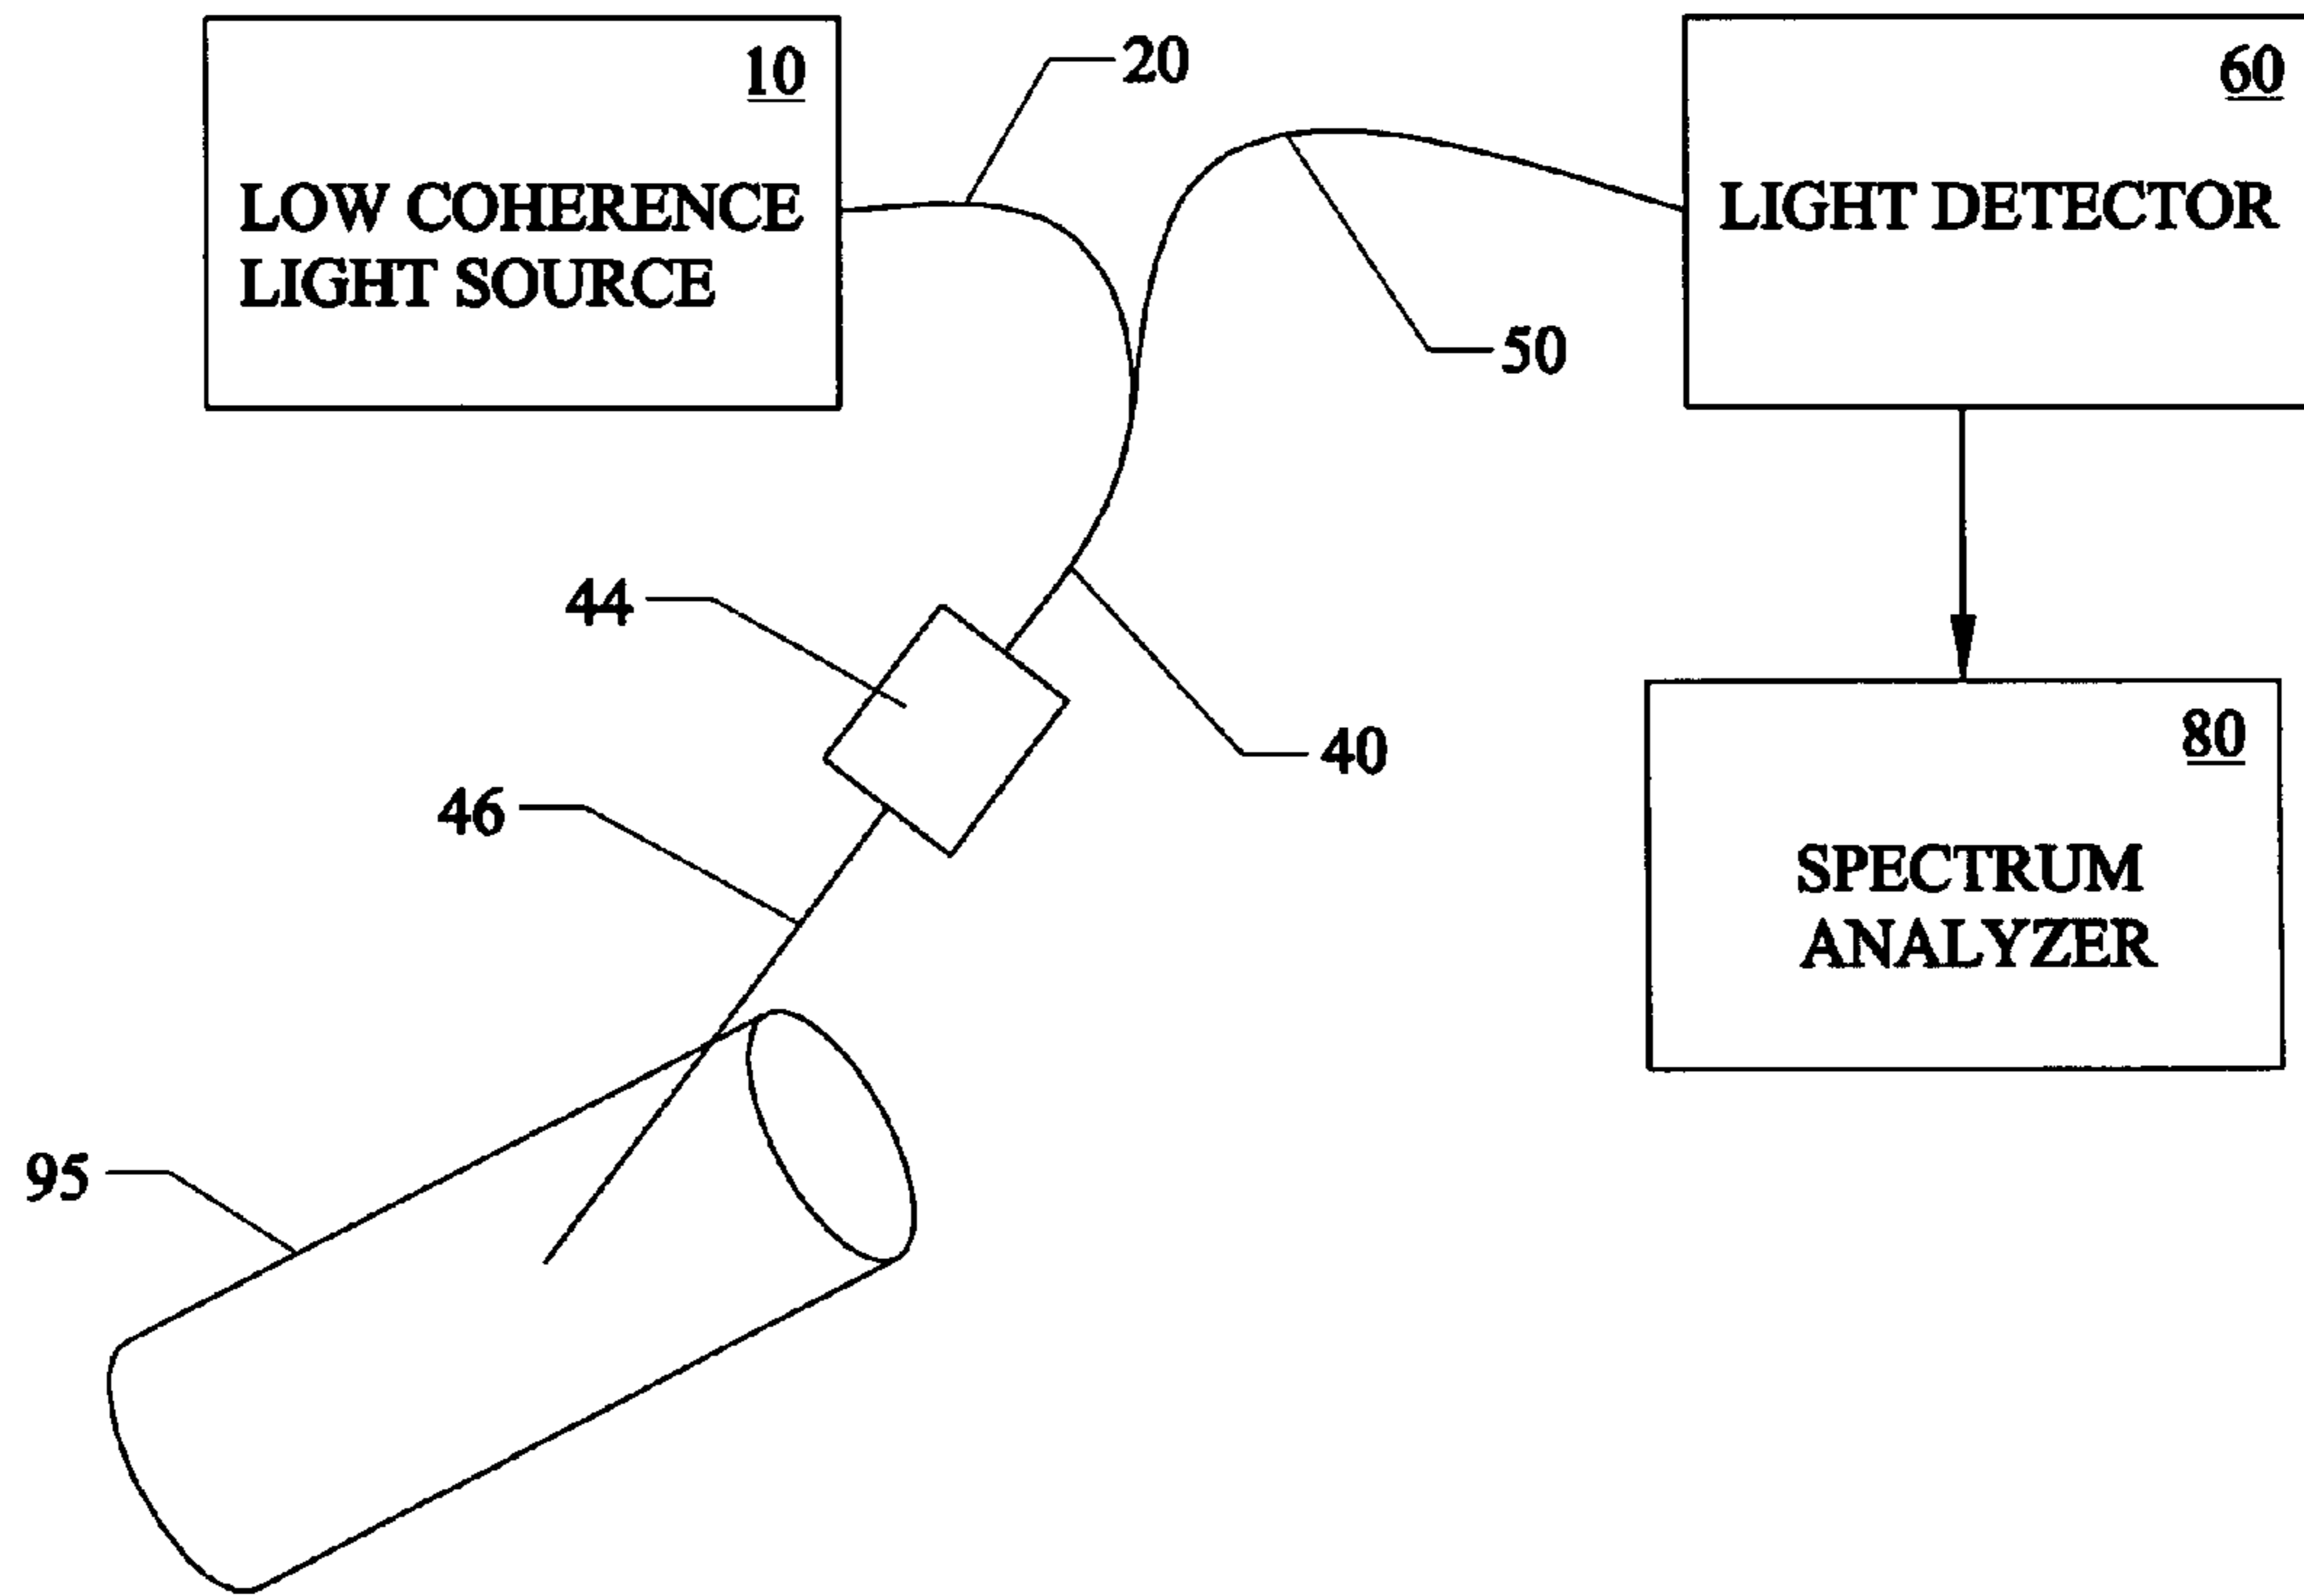 10
LOW COHERENCE
LIGHT SOURCE
20
60
LIGHT DETECTOR
50
44
40
46
80
SPECTRUM
ANALYZER
95